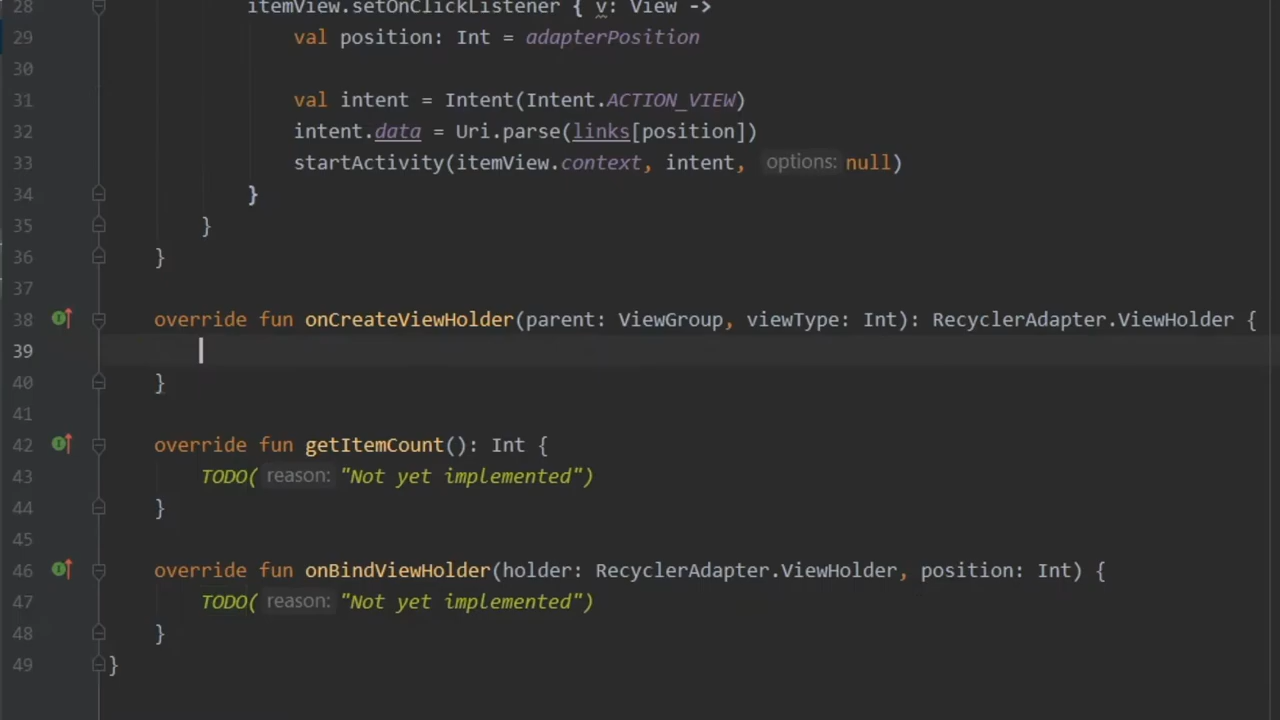 28 itemView.setOnClickListener { v: View ->
29 val position: Int = adapterPosition
30
31 val intent = Intent(Intent.ACTION_VIEW)
32 intent.data = Uri.parse(links[position])
33 startActivity(itemView.context, intent, options: null)
34 }
35 }
36 }
37
38 override fun onCreateViewHolder(parent: ViewGroup, viewType: Int): RecyclerAdapter.ViewHolder {
39
40 }
41
42 override fun getItemCount(): Int {
43 TODO( reason: "Not yet implemented")
44 }
45
46 override fun onBindViewHolder(holder: RecyclerAdapter.ViewHolder, position: Int) {
47 TODO( reason: "Not yet implemented")
48 }
49 }